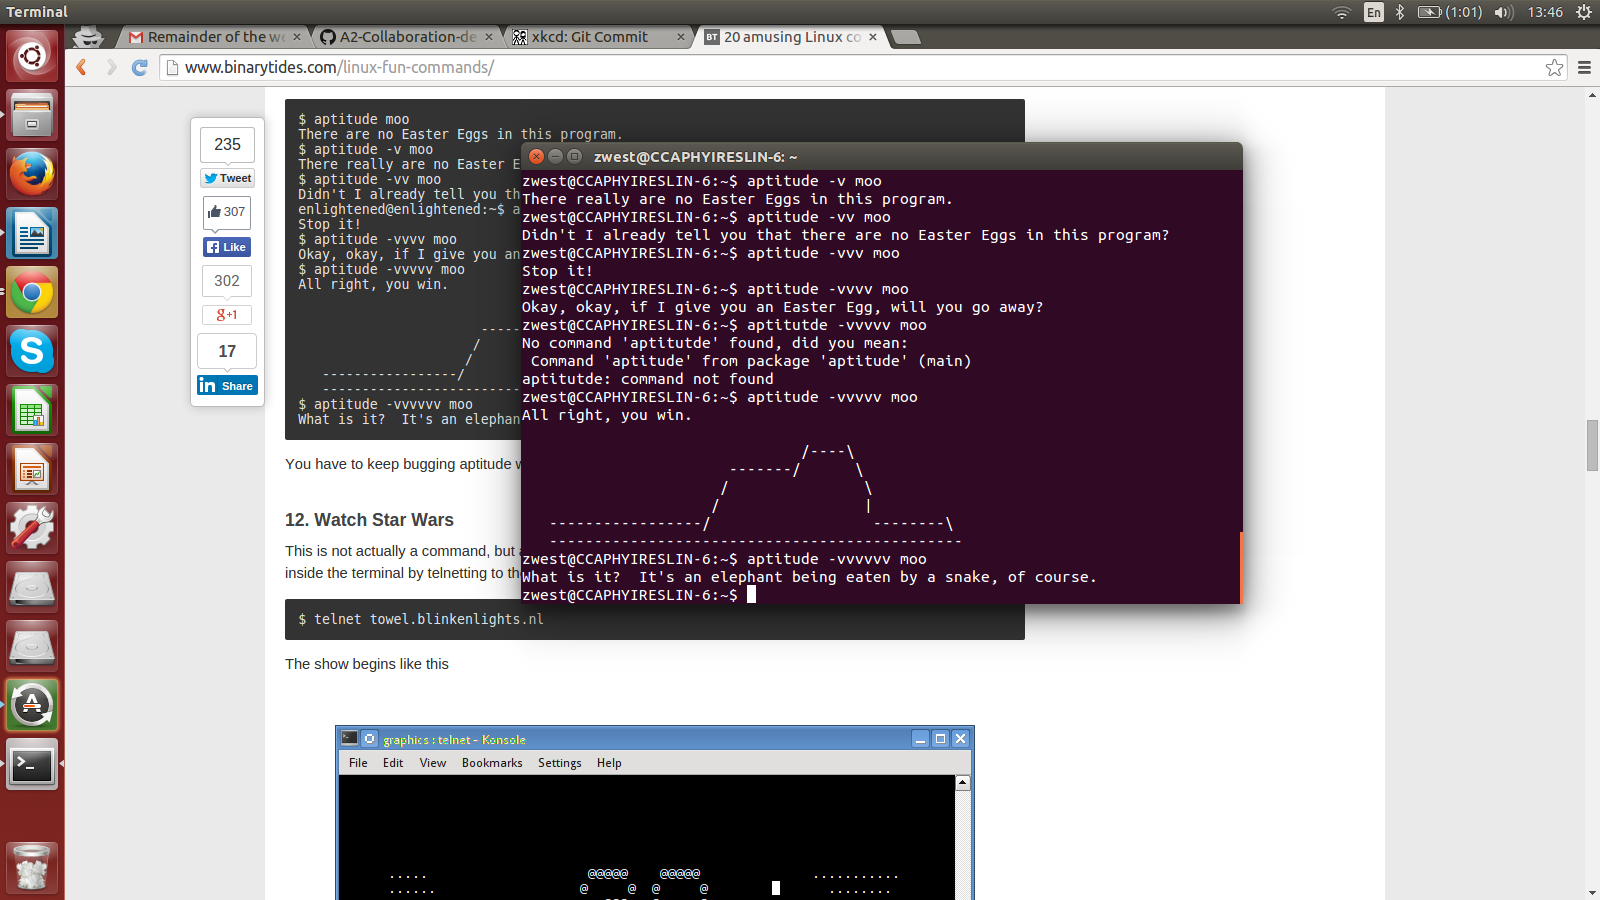 Terminal
En
(1:01)
13:46
Remainder of the we
A2-Collaboration-de
xkcd: Git Commit
BT 20 amusing Linux co
www.binarytides.com/linux-fun-commands/
235
Tweet
307
Like
302
g+1
17
in Share
$ aptitude moo
There are no Easter Eggs in this program.
$ aptitude -v moo
There really are no Easter E
$ aptitude -vv moo
Didn't I already tell you th
enlightened@enlightened:~$ a
Stop it!
$ aptitude -vvvv moo
Okay, okay, if I give you an
$ aptitude -vvvvv moo
All right, you win.
-----
/
/
-----------------/
-------------------------
$ aptitude -vvvvvv moo
What is it?  It's an elephan
You have to keep bugging aptitude w
12. Watch Star Wars
This is not actually a command, but a
inside the terminal by telnetting to th
$ telnet towel.blinkenlights.nl
The show begins like this
zwest@CCAPHYIRESLIN-6: ~
zwest@CCAPHYIRESLIN-6:~$ aptitude -v moo
There really are no Easter Eggs in this program.
zwest@CCAPHYIRESLIN-6:~$ aptitude -vv moo
Didn't I already tell you that there are no Easter Eggs in this program?
zwest@CCAPHYIRESLIN-6:~$ aptitude -vvv moo
Stop it!
zwest@CCAPHYIRESLIN-6:~$ aptitude -vvvv moo
Okay, okay, if I give you an Easter Egg, will you go away?
zwest@CCAPHYIRESLIN-6:~$ aptitutde -vvvvv moo
No command 'aptitutde' found, did you mean:
 Command 'aptitude' from package 'aptitude' (main)
aptitutde: command not found
zwest@CCAPHYIRESLIN-6:~$ aptitude -vvvvv moo
All right, you win.
                               /----\
                       -------/      \
                      /               \
                     /                |
   -----------------/                  --------\
   ----------------------------------------------
zwest@CCAPHYIRESLIN-6:~$ aptitude -vvvvvv moo
What is it?  It's an elephant being eaten by a snake, of course.
zwest@CCAPHYIRESLIN-6:~$
graphics : telnet - Konsole
File Edit View Bookmarks Settings Help
..... @@@@@ @@@@@ ...........
...... @ @ @ @ ........